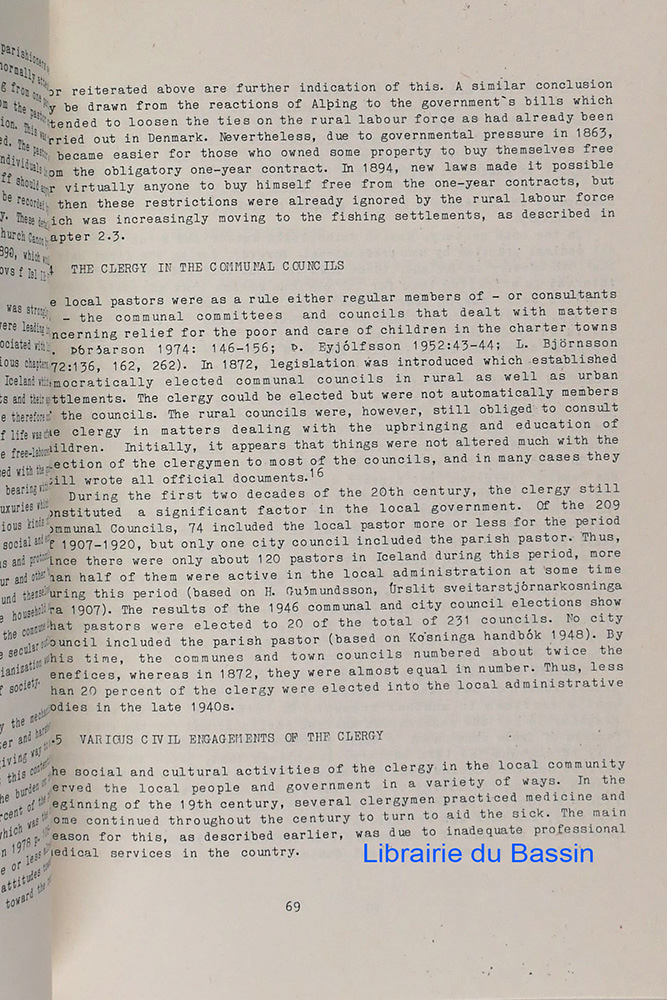 or reiterated above are further indication of this. A similar conclusion
y be drawn from the reactions of Alþing to the government`s bills which
tended to loosen the ties on the rural labour force as had already been
rried out in Denmark. Nevertheless, due to governmental pressure in 1863,
became easier for those who owned some property to buy themselves free
om the obligatory one-year contract. In 1894, new laws made it possible
r virtually anyone to buy himself free from the one-year contracts, but
then these restrictions were already ignored by the rural labour force
ich was increasingly moving to the fishing settlements, as described in
apter 2.3.
4 THE CLERGY IN THE COMMUNAL COUNCILS
e local pastors were as a rule either regular members of - or consultants
- the communal committees and councils that dealt with matters
ncerning relief for the poor and care of children in the charter towns
. Þórðarson 1974: 146-156; Þ. Eyjólfsson 1952:43-44; L. Björnsson
72:136, 162, 262). In 1872, legislation was introduced which established
mocratically elected communal councils in rural as well as urban
ttlements. The clergy could be elected but were not automatically members
the councils. The rural councils were, however, still obliged to consult
e clergy in matters dealing with the upbringing and education of
ildren. Initially, it appears that things were not altered much with the
ection of the clergymen to most of the councils, and in many cases they
ill wrote all official documents.16
During the first two decades of the 20th century, the clergy still
nstituted a significant factor in the local government. Of the 209
mmunal Councils, 74 included the local pastor more or less for the period
f 1907-1920, but only one city council included the parish pastor. Thus,
ince there were only about 120 pastors in Iceland during this period, more
han half of them were active in the local administration at some time
uring this period (based on H. Guðmundsson, Úrslit sveitarstjórnarkosninga
ra 1907). The results of the 1946 communal and city council elections show
hat pastors were elected to 20 of the total of 231 councils. No city
ouncil included the parish pastor (based on Kosninga handbók 1948). By
his time, the communes and town councils numbered about twice the
enefices, whereas in 1872, they were almost equal in number. Thus, less
han 20 percent of the clergy were elected into the local administrative
odies in the late 1940s.
.5 VARIOUS CIVIL ENGAGEMENTS OF THE CLERGY
he social and cultural activities of the clergy in the local community
erved the local people and government in a variety of ways. In the
eginning of the 19th century, several clergymen practiced medicine and
ome continued throughout the century to turn to aid the sick. The main
eason for this, as described earlier, was due to inadequate professional
edical services in the country.
Librairie du Bassin
69